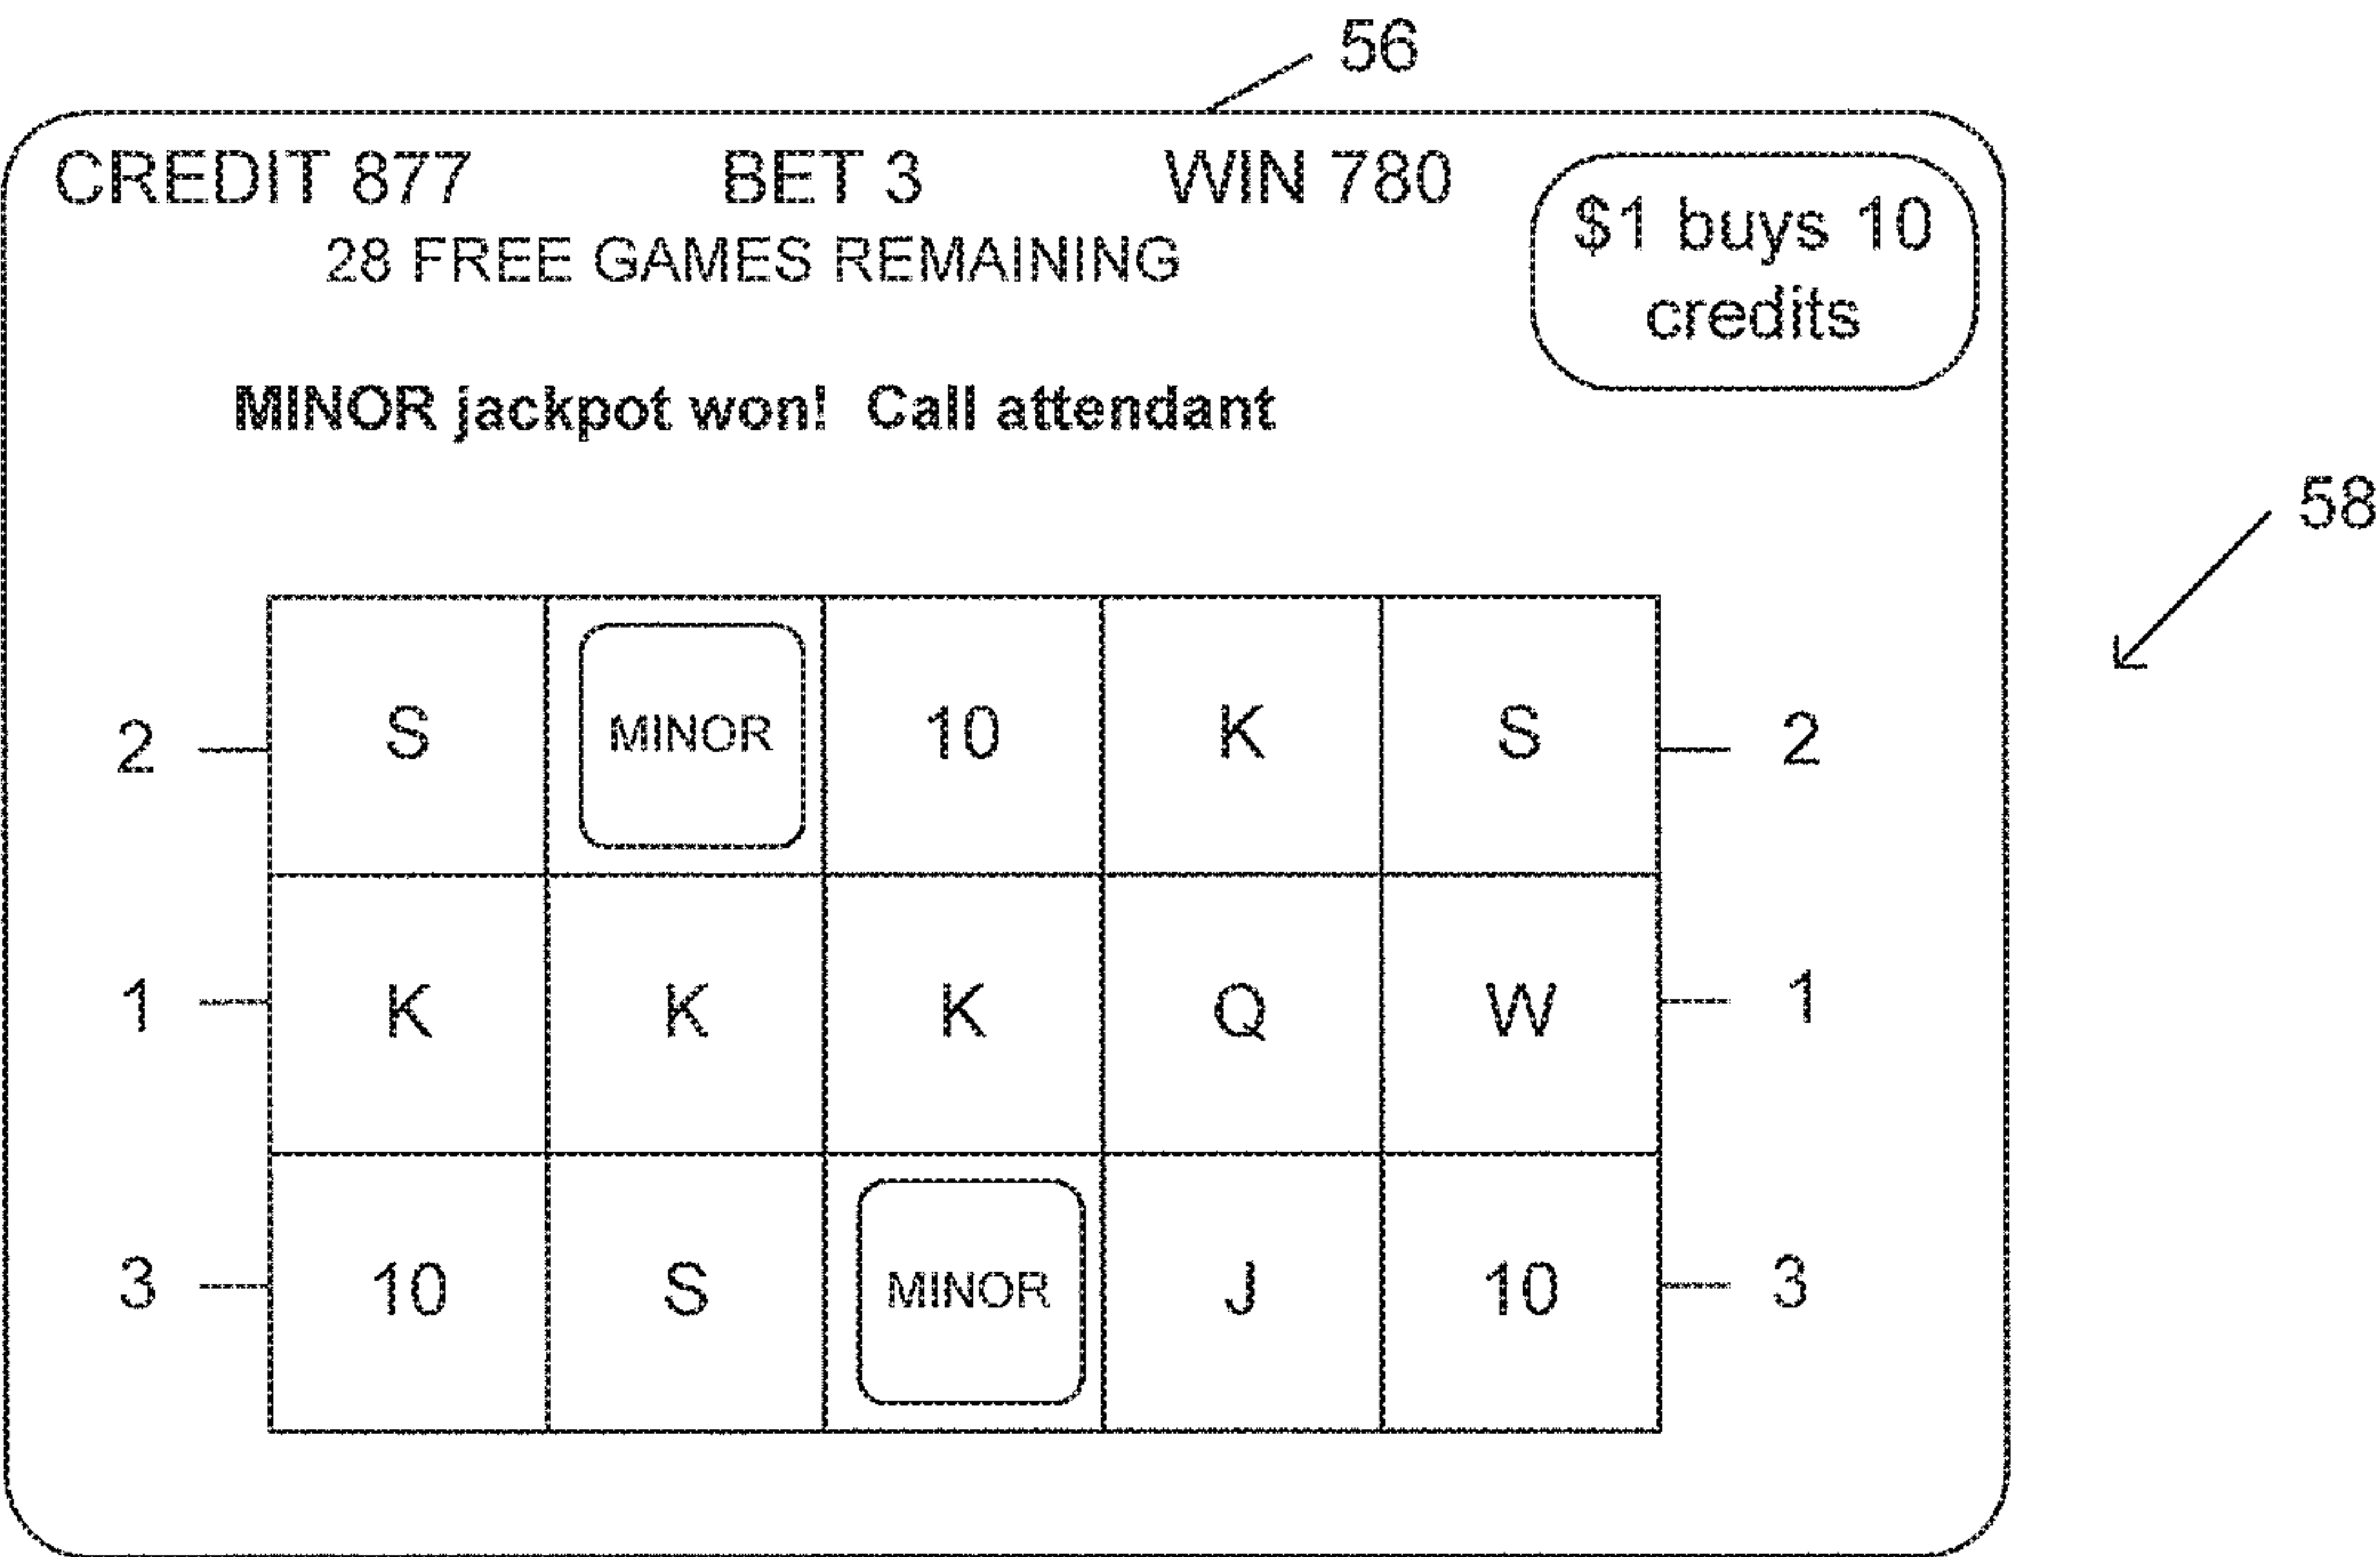 56
CREDIT 877 BET 3 WIN 780
28 FREE GAMES REMAINING
$1 buys 10
credits
MINOR jackpot won! Call attendant
58
2 S MINOR 10 K S 2
1 K K K Q W 1
3 10 S MINOR J 10 3